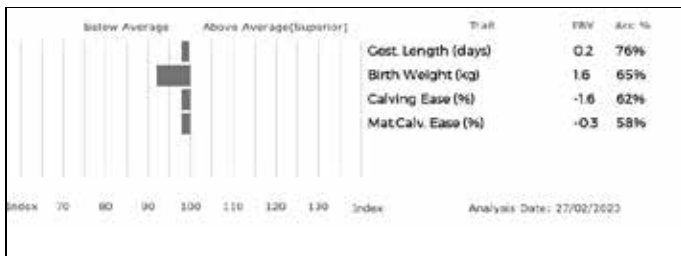 Below Average Above Average(Superior) Trait EBV Acc %
Gest. Length (days) 0.2 76%
Birth Weight (kg) 1.6 65%
Calving Ease (%) -1.6 62%
Mat.Calv. Ease (%) -0.3 58%
Index 70 80 90 100 110 120 130 Index Analysis Date: 27/02/2023